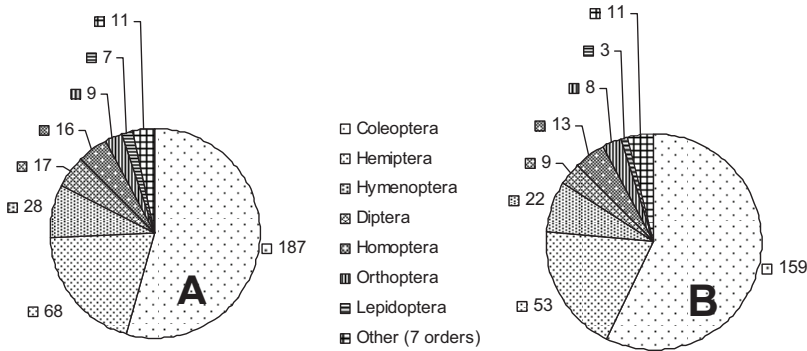 11
7
9
16
17
28
187
68
A
Coleoptera
Hemiptera
Hymenoptera
Diptera
Homoptera
Orthoptera
Lepidoptera
Other (7 orders)
11
3
8
13
9
22
159
53
B